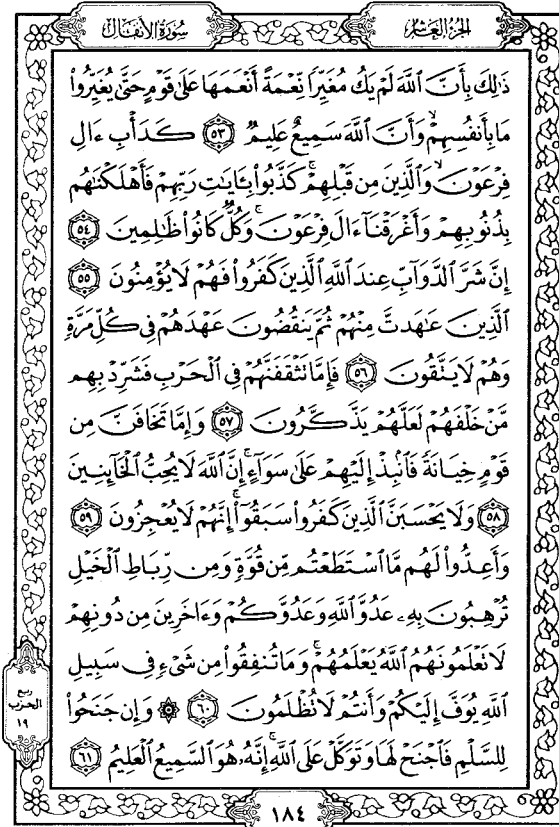 الجزء العاشر
سورة الأنفال
ذَٰلِكَ بِأَنَّ ٱللَّهَ لَمْ يَكُ مُغَيِّرًا نِّعْمَةً أَنْعَمَهَا عَلَىٰ قَوْمٍ حَتَّىٰ يُغَيِّرُوا۟
مَا بِأَنفُسِهِمْ ۙ وَأَنَّ ٱللَّهَ سَمِيعٌ عَلِيمٌ ٥٣ كَدَأْبِ ءَالِ
فِرْعَوْنَ ۙ وَٱلَّذِينَ مِن قَبْلِهِمْ ۚ كَذَّبُوا۟ بِـَٔايَـٰتِ رَبِّهِمْ فَأَهْلَكْنَـٰهُم
بِذُنُوبِهِمْ وَأَغْرَقْنَآ ءَالَ فِرْعَوْنَ ۚ وَكُلٌّ كَانُوا۟ ظَـٰلِمِينَ ٥٤
إِنَّ شَرَّ ٱلدَّوَآبِّ عِندَ ٱللَّهِ ٱلَّذِينَ كَفَرُوا۟ فَهُمْ لَا يُؤْمِنُونَ ٥٥
ٱلَّذِينَ عَـٰهَدتَّ مِنْهُمْ ثُمَّ يَنقُضُونَ عَهْدَهُمْ فِى كُلِّ مَرَّةٍ
وَهُمْ لَا يَتَّقُونَ ٥٦ فَإِمَّا تَثْقَفَنَّهُمْ فِى ٱلْحَرْبِ فَشَرِّدْ بِهِم
مَّنْ خَلْفَهُمْ لَعَلَّهُمْ يَذَّكَّرُونَ ٥٧ وَإِمَّا تَخَافَنَّ مِن
قَوْمٍ خِيَانَةً فَٱنۢبِذْ إِلَيْهِمْ عَلَىٰ سَوَآءٍ ۚ إِنَّ ٱللَّهَ لَا يُحِبُّ ٱلْخَآئِنِينَ
٥٨ وَلَا يَحْسَبَنَّ ٱلَّذِينَ كَفَرُوا۟ سَبَقُوٓا۟ ۚ إِنَّهُمْ لَا يُعْجِزُونَ ٥٩
وَأَعِدُّوا۟ لَهُم مَّا ٱسْتَطَعْتُم مِّن قُوَّةٍ وَمِن رِّبَاطِ ٱلْخَيْلِ
تُرْهِبُونَ بِهِۦ عَدُوَّ ٱللَّهِ وَعَدُوَّكُمْ وَءَاخَرِينَ مِن دُونِهِمْ
لَا تَعْلَمُونَهُمُ ٱللَّهُ يَعْلَمُهُمْ ۚ وَمَا تُنفِقُوا۟ مِن شَىْءٍ فِى سَبِيلِ
ٱللَّهِ يُوَفَّ إِلَيْكُمْ وَأَنتُمْ لَا تُظْلَمُونَ ٦٠ ۞ وَإِن جَنَحُوا۟
لِلسَّلْمِ فَٱجْنَحْ لَهَا وَتَوَكَّلْ عَلَى ٱللَّهِ ۚ إِنَّهُۥ هُوَ ٱلسَّمِيعُ ٱلْعَلِيمُ ٦١
ربع
الحزب
١٩
١٨٤